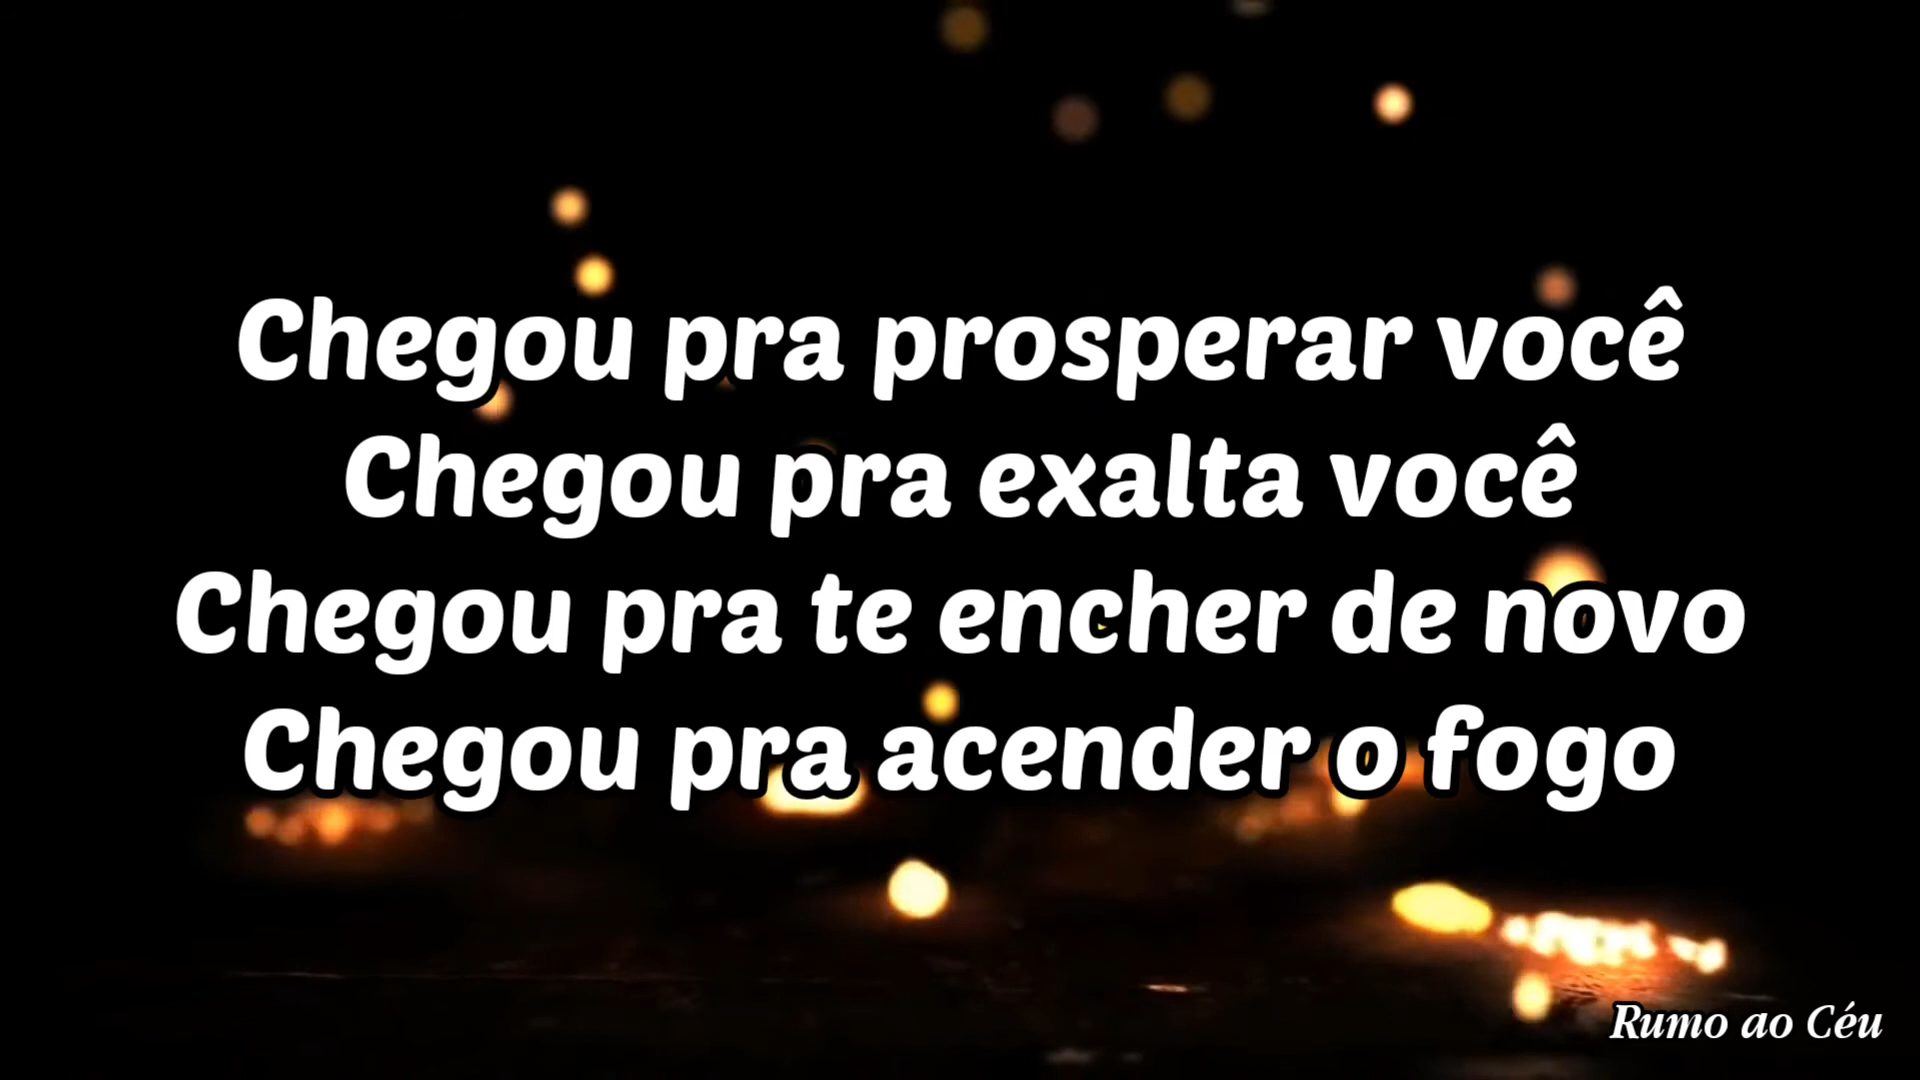 Chegou pra prosperar você
Chegou pra exalta você
Chegou pra te encher de novo
Chegou pra acender o fogo
Rumo ao Céu